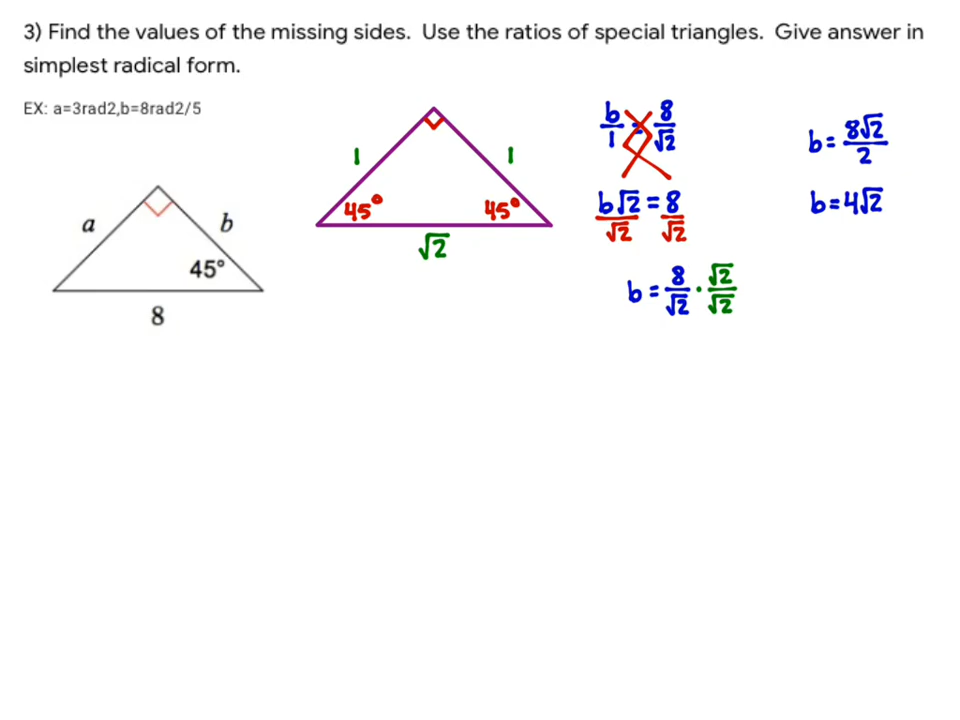 3) Find the values of the missing sides. Use the ratios of special triangles. Give answer in
simplest radical form.
EX: a=3rad2,b=8rad2/5
a
b
45°
8
1
1
45°
45°
√2
b/1 = 8/√2
b√2 = 8
√2 √2
b = 8/√2 · √2/√2
b = 8√2/2
b=4√2